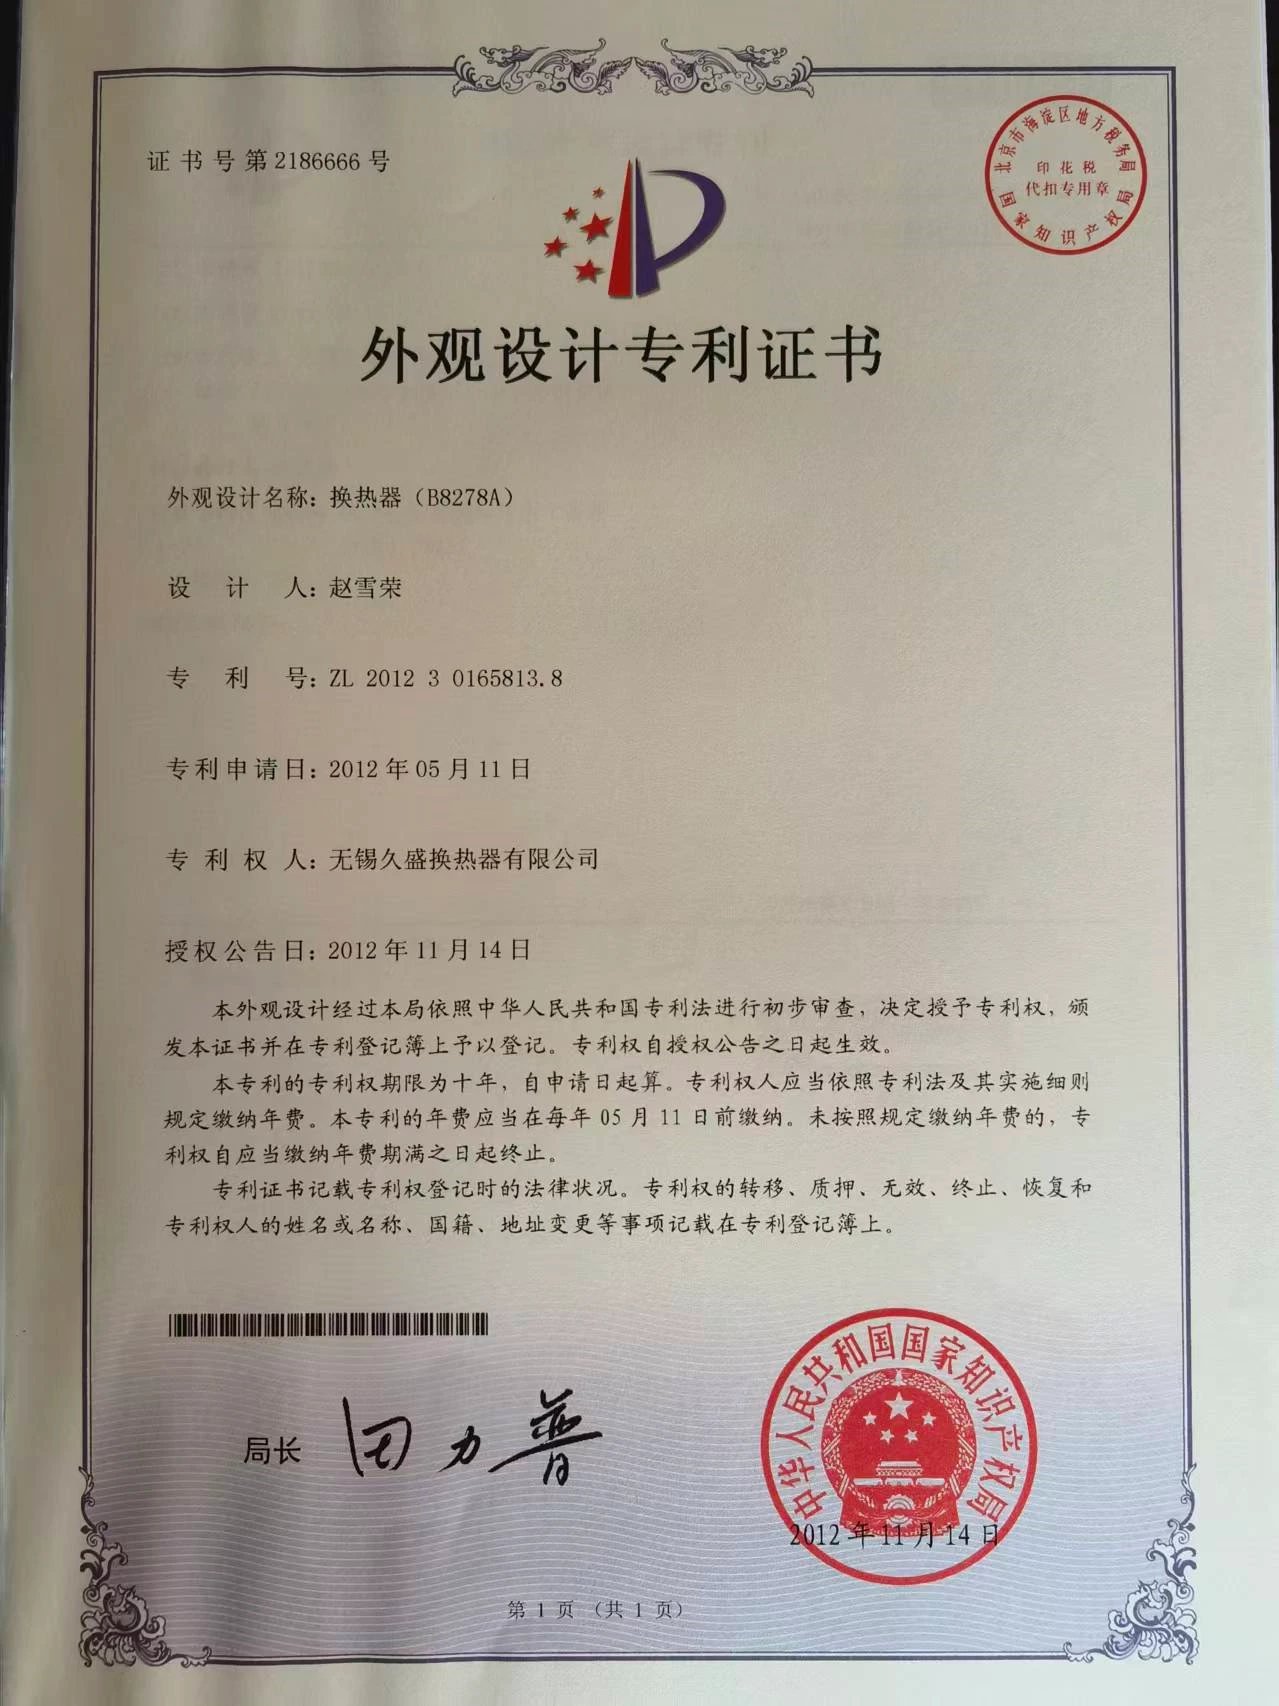 证书号第2186666号
北京市海淀区地方税务局
印花税
代扣专用章
国家知识产权局
外观设计专利证书
外观设计名称：换热器（B8278A）
设计人：赵雪荣
专利号：ZL 2012 3 0165813.8
专利申请日：2012年05月11日
专利权人：无锡久盛换热器有限公司
授权公告日：2012年11月14日
本外观设计经过本局依照中华人民共和国专利法进行初步审查，决定授予专利权，颁
发本证书并在专利登记簿上予以登记。专利权自授权公告之日起生效。
本专利的专利权期限为十年，自申请日起算。专利权人应当依照专利法及其实施细则
规定缴纳年费。本专利的年费应当在每年 05 月 11 日前缴纳。未按照规定缴纳年费的，专
利权自应当缴纳年费期满之日起终止。
专利证书记载专利权登记时的法律状况。专利权的转移、质押、无效、终止、恢复和
专利权人的姓名或名称、国籍、地址变更等事项记载在专利登记簿上。
局长
田力普
中华人民共和国国家知识产权局
2012年11月14日
第 1 页 （共 1 页）